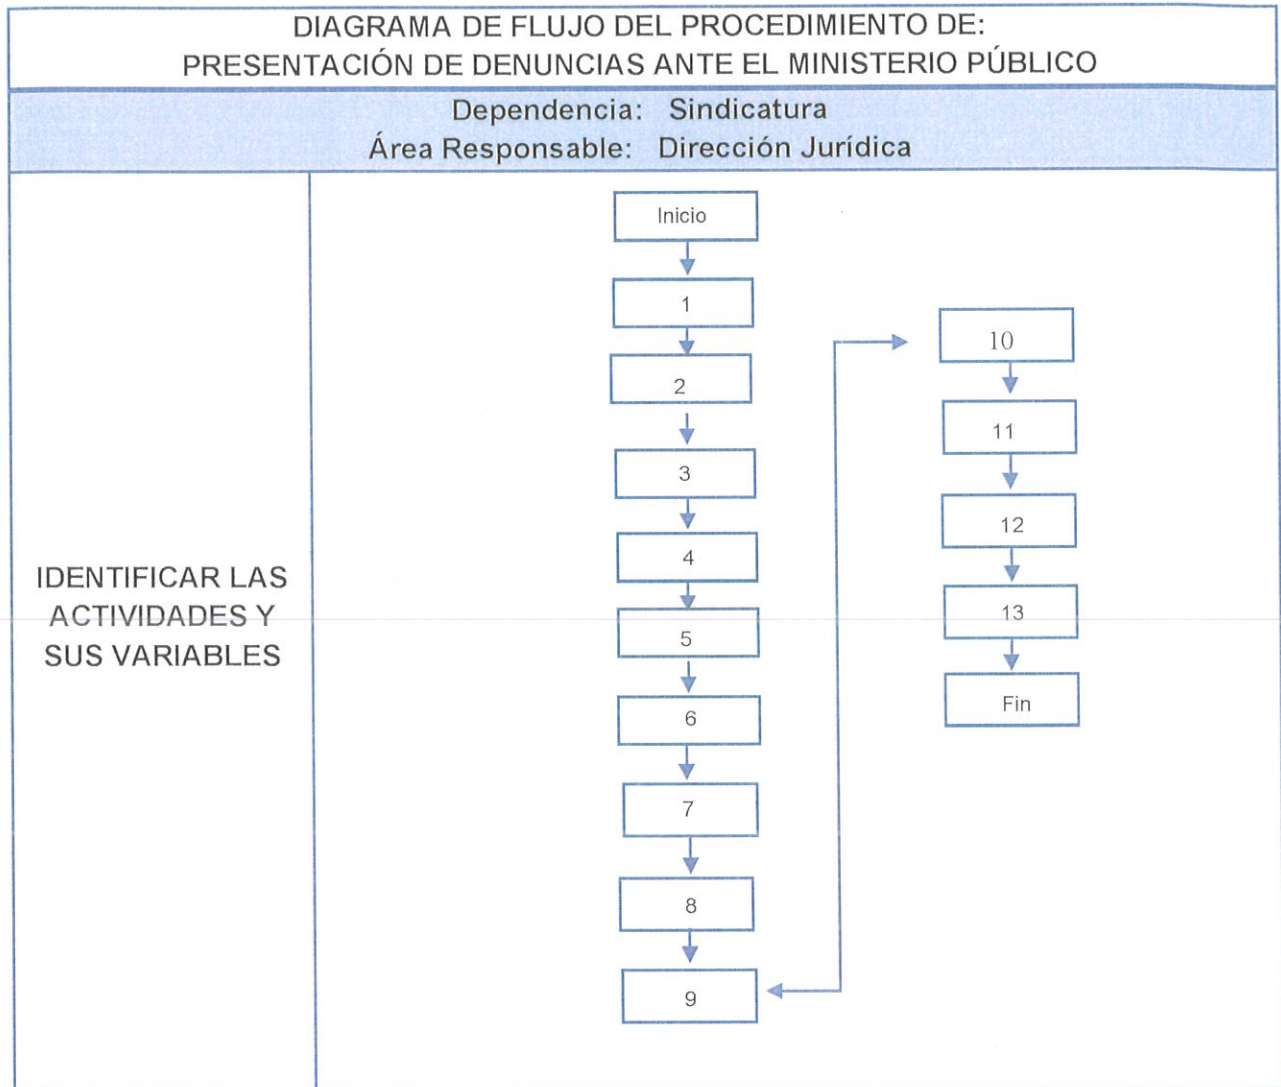 DIAGRAMA DE FLUJO DEL PROCEDIMIENTO DE:
PRESENTACIÓN DE DENUNCIAS ANTE EL MINISTERIO PÚBLICO
Dependencia: Sindicatura
Área Responsable: Dirección Jurídica
IDENTIFICAR LAS
ACTIVIDADES Y
SUS VARIABLES
Inicio
1
2
3
4
5
6
7
8
9
10
11
12
13
Fin